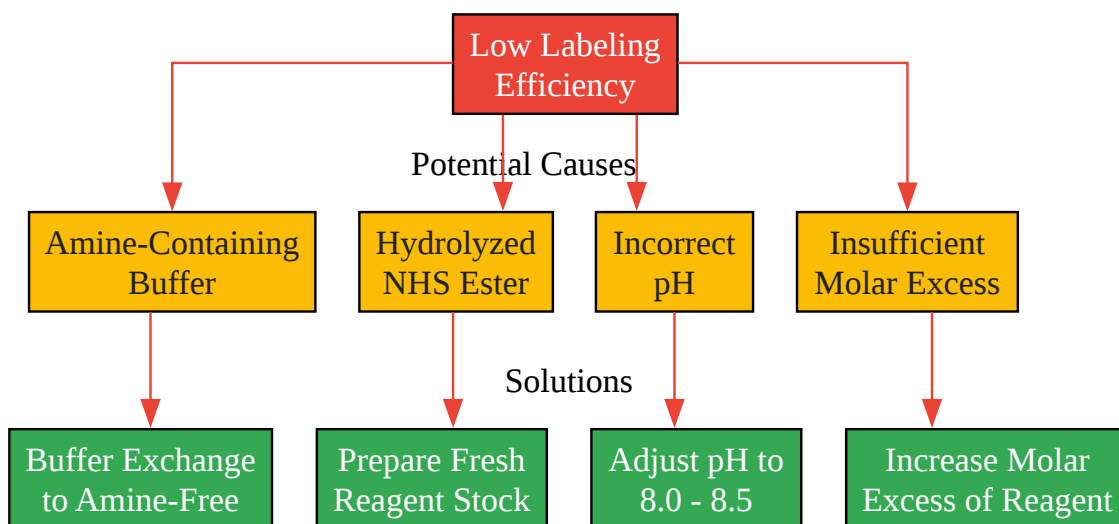 Low Labeling
Efficiency
Potential Causes
Amine-Containing
Buffer
Hydrolyzed
NHS Ester
Incorrect
pH
Insufficient
Molar Excess
Solutions
Buffer Exchange
to Amine-Free
Prepare Fresh
Reagent Stock
Adjust pH to
8.0 - 8.5
Increase Molar
Excess of Reagent